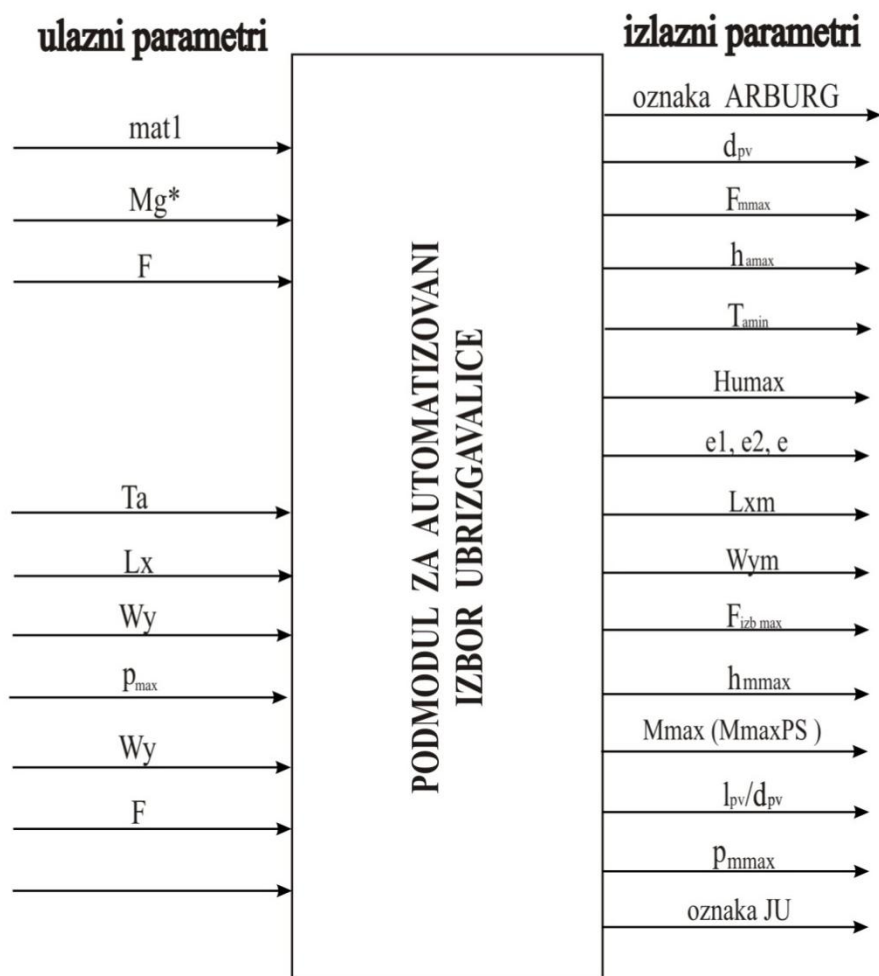 ulazni parametri
mat1
Mg*
F
Ta
Lx
Wy
pmax
Wy
F
PODMODUL ZA AUTOMATIZOVANI
IZBOR UBRIZGAVALICE
izlazni parametri
oznaka ARBURG
dpv
Fmmax
hamax
Tamin
Humax
e1, e2, e
Lxm
Wym
Fizb max
hmmax
Mmax (MmaxPS )
lpv/dpv
pmmax
oznaka JU